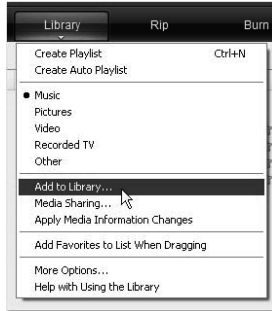 Library Rip Burn
Create Playlist Ctrl+N
Create Auto Playlist
Music
Pictures
Video
Recorded TV
Other
Add to Library...
Media Sharing...
Apply Media Information Changes
Add Favorites to List When Dragging
More Options...
Help with Using the Library